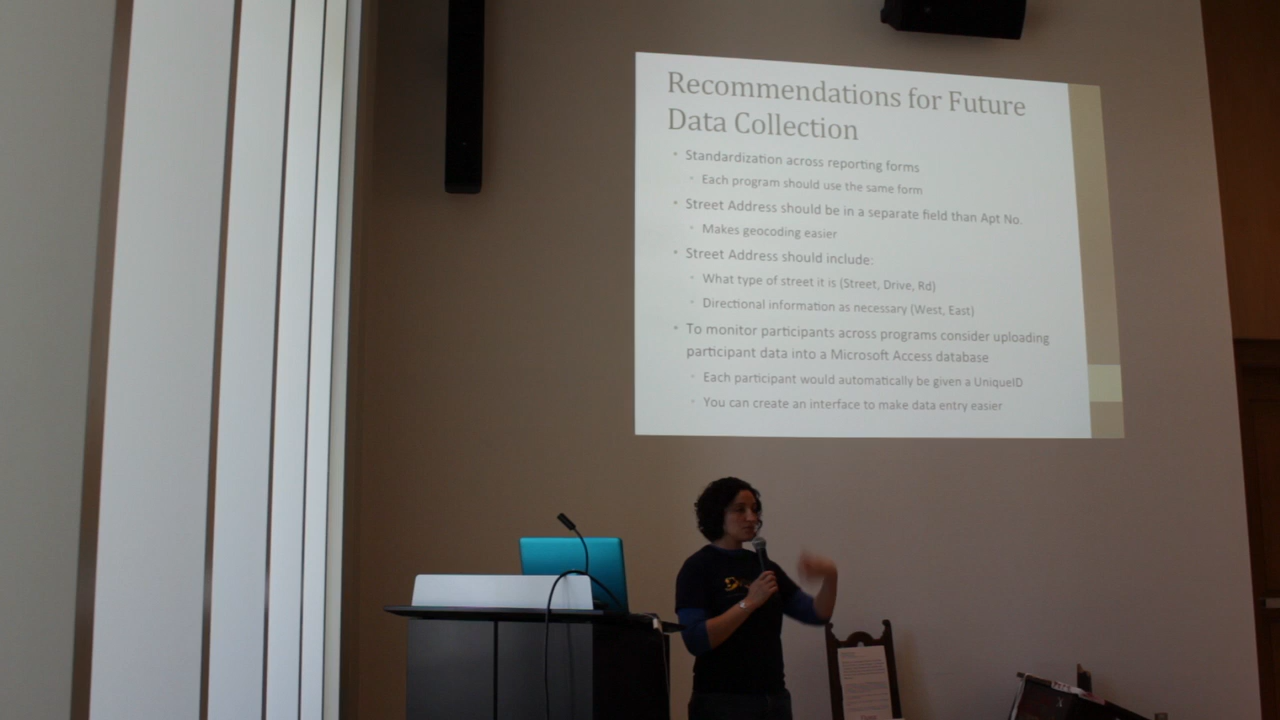 Recommendations for Future
Data Collection
• Standardization across reporting forms
• Each program should use the same form
• Street Address should be in a separate field than Apt No.
• Makes geocoding easier
• Street Address should include:
• What type of street it is (Street, Drive, Rd)
• Directional information as necessary (West, East)
• To monitor participants across programs consider uploading
participant data into a Microsoft Access database
• Each participant would automatically be given a UniqueID
• You can create an interface to make data entry easier